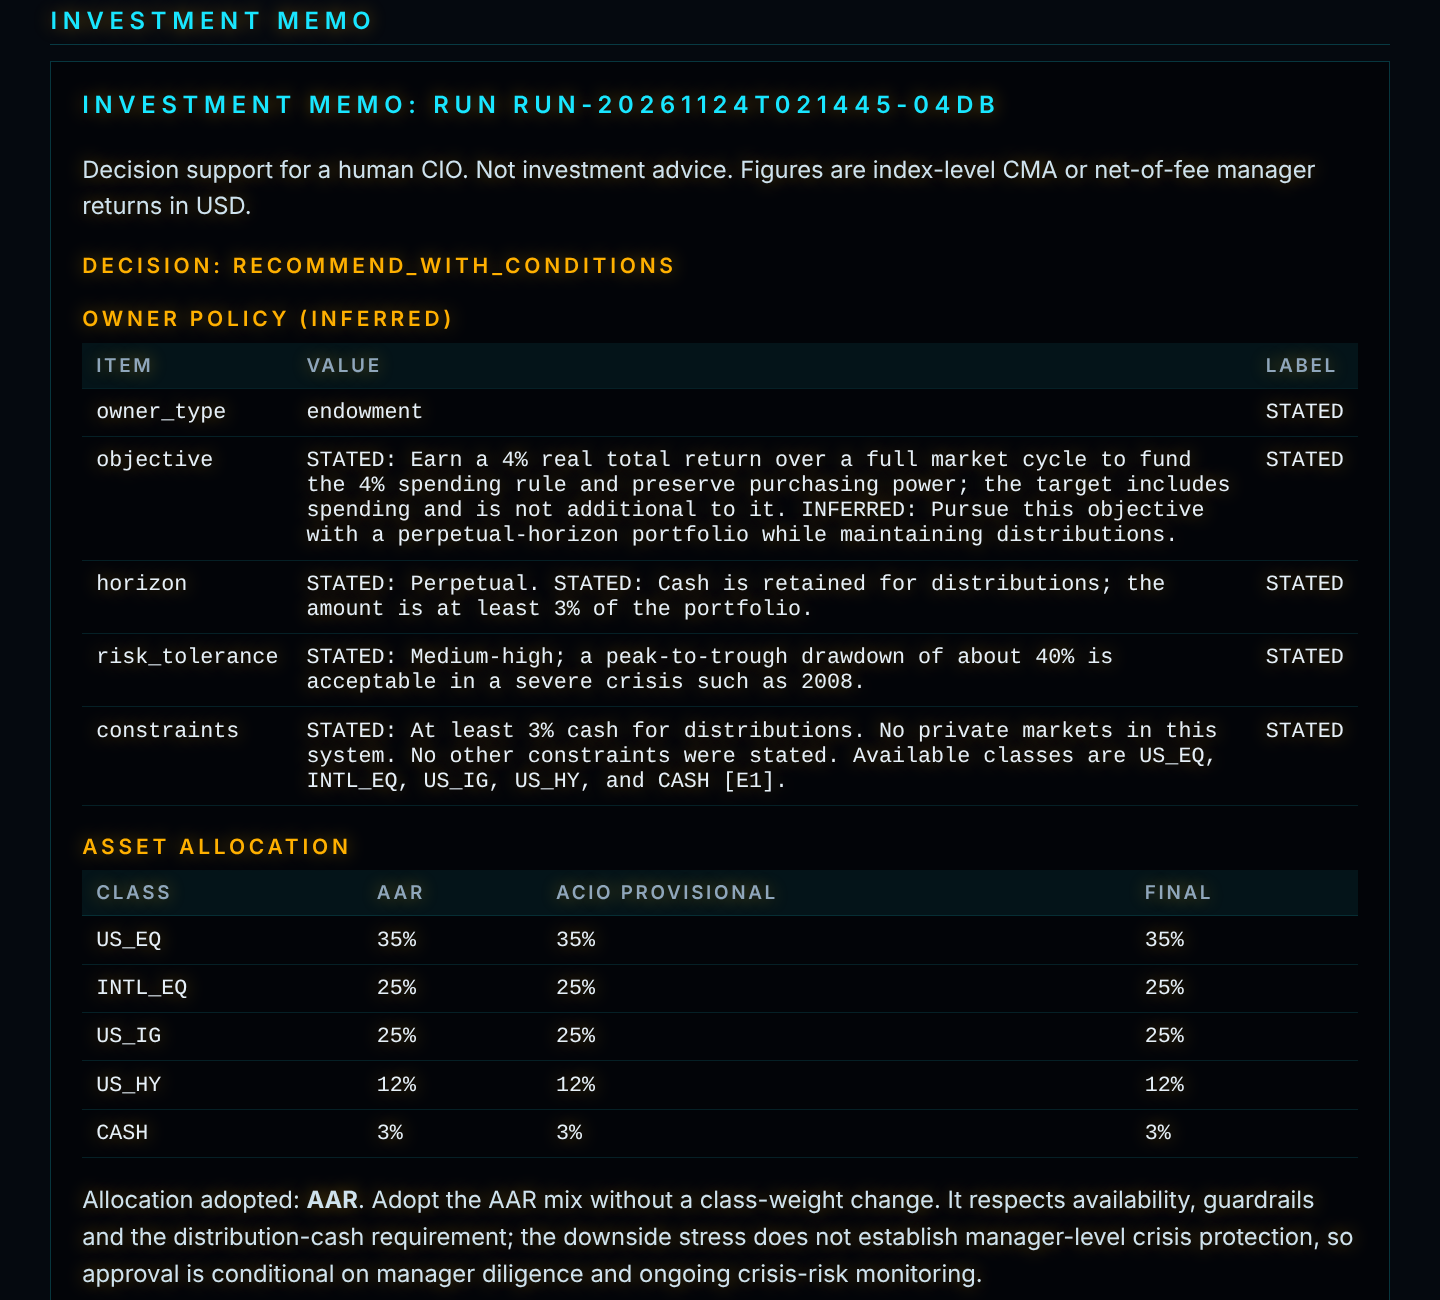 INVESTMENT MEMO
INVESTMENT MEMO: RUN RUN-20261124T021445-04DB
Decision support for a human CIO. Not investment advice. Figures are index-level CMA or net-of-fee manager
returns in USD.
DECISION: RECOMMEND_WITH_CONDITIONS
OWNER POLICY (INFERRED)
ITEM VALUE LABEL
owner_type endowment STATED
objective STATED: Earn a 4% real total return over a full market cycle to fund STATED
the 4% spending rule and preserve purchasing power; the target includes
spending and is not additional to it. INFERRED: Pursue this objective
with a perpetual-horizon portfolio while maintaining distributions.
horizon STATED: Perpetual. STATED: Cash is retained for distributions; the STATED
amount is at least 3% of the portfolio.
risk_tolerance STATED: Medium-high; a peak-to-trough drawdown of about 40% is STATED
acceptable in a severe crisis such as 2008.
constraints STATED: At least 3% cash for distributions. No private markets in this STATED
system. No other constraints were stated. Available classes are US_EQ,
INTL_EQ, US_IG, US_HY, and CASH [E1].
ASSET ALLOCATION
CLASS AAR ACIO PROVISIONAL FINAL
US_EQ 35% 35% 35%
INTL_EQ 25% 25% 25%
US_IG 25% 25% 25%
US_HY 12% 12% 12%
CASH 3% 3% 3%
Allocation adopted: AAR. Adopt the AAR mix without a class-weight change. It respects availability, guardrails
and the distribution-cash requirement; the downside stress does not establish manager-level crisis protection, so
approval is conditional on manager diligence and ongoing crisis-risk monitoring.